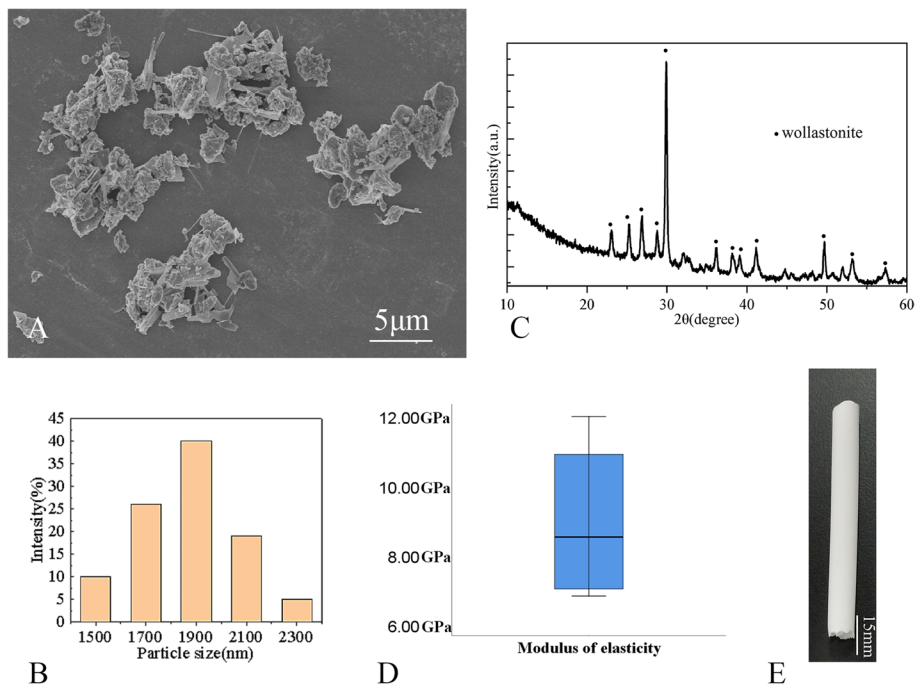 A
5μm
Intensity(a.u.)
• wollastonite
10
20
30
40
50
60
2θ(degree)
C
45
40
35
30
25
20
15
10
5
0
Intensity(%)
1500
1700
1900
2100
2300
Particle size(nm)
B
12.00GPa
10.00GPa
8.00GPa
6.00GPa
Modulus of elasticity
D
15mm
E